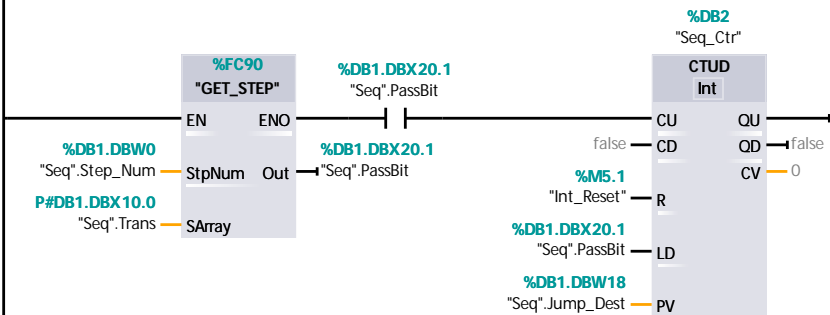 %DB2
"Seq_Ctr"
%FC90
"GET_STEP"
%DB1.DBX20.1
"Seq".PassBit
CTUD
Int
EN
ENO
CU
QU
false
CD
QD
false
%DB1.DBW0
"Seq".Step_Num
StpNum
Out
%DB1.DBX20.1
"Seq".PassBit
CV
0
%M5.1
"Int_Reset"
R
P#DB1.DBX10.0
"Seq".Trans
SArray
%DB1.DBX20.1
"Seq".PassBit
LD
%DB1.DBW18
"Seq".Jump_Dest
PV